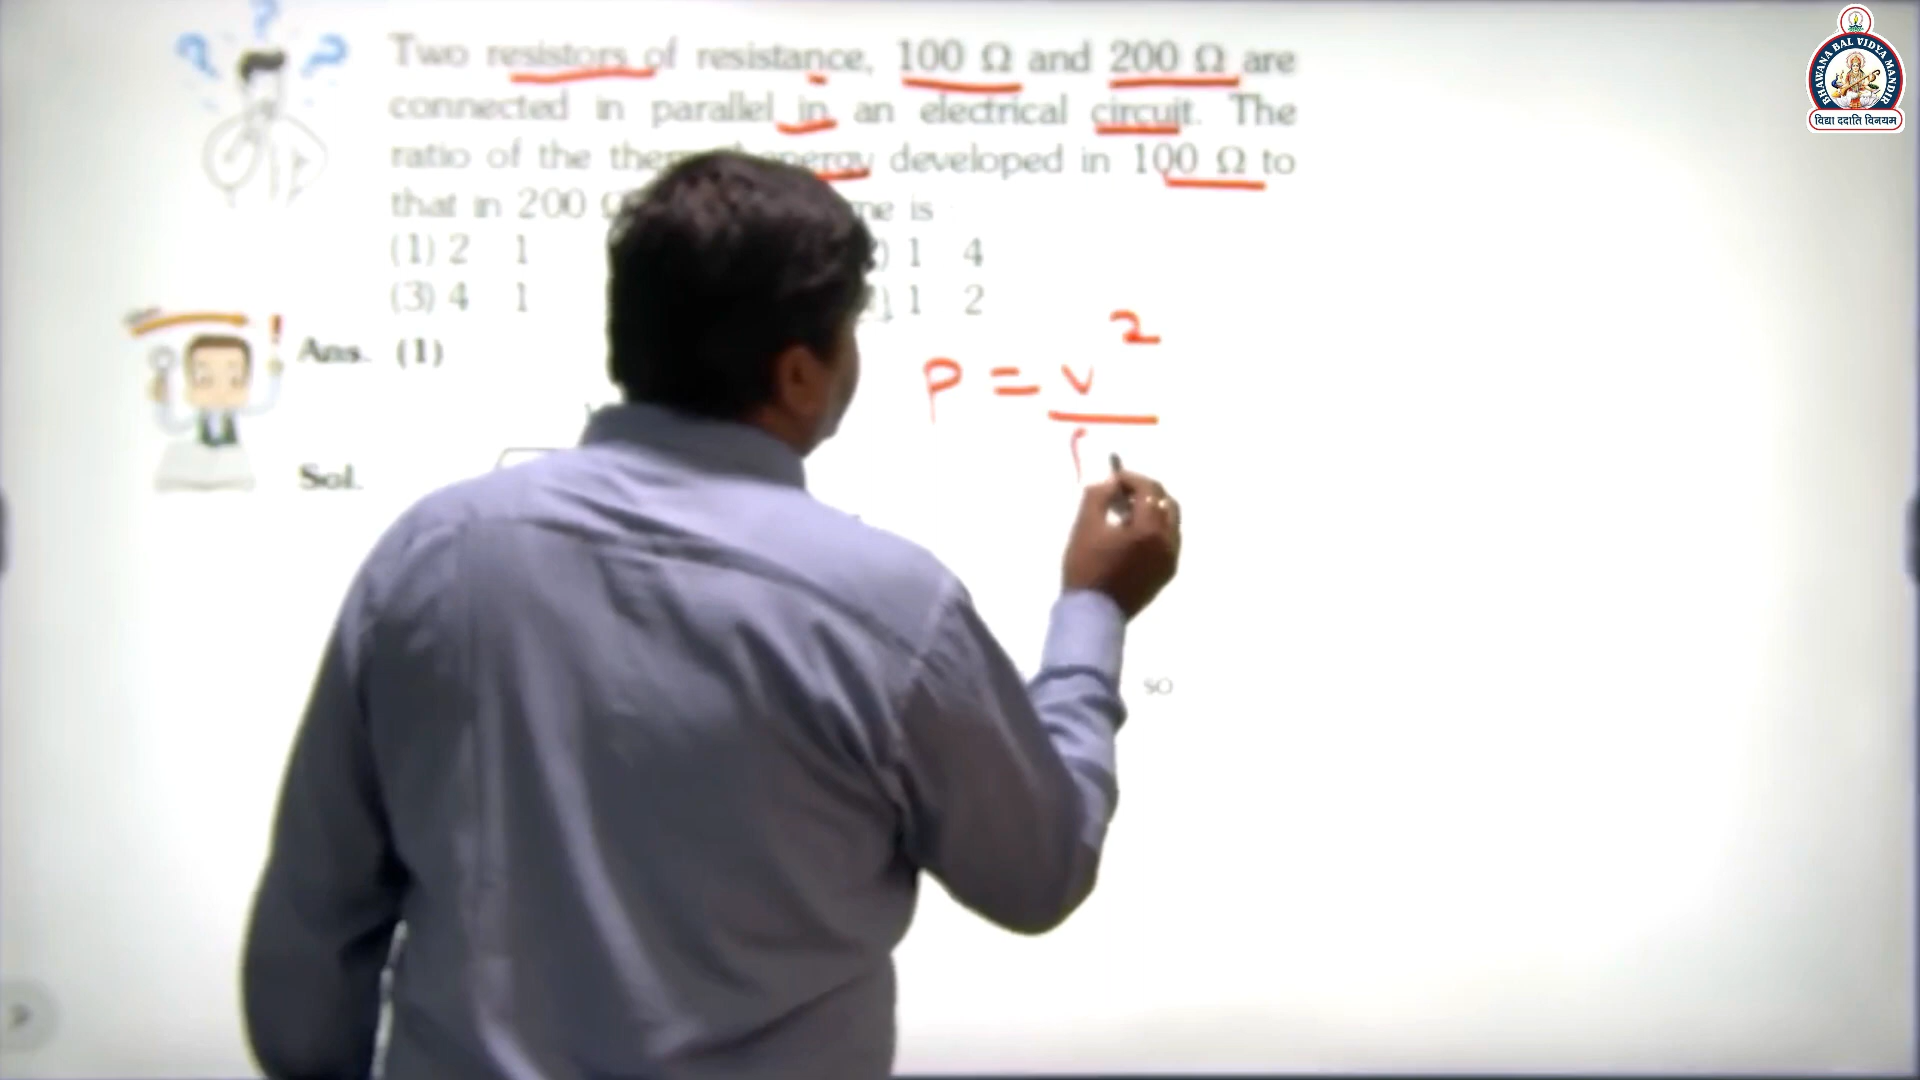 Two resistors of resistance, 100 Ω and 200 Ω are
connected in parallel in an electrical circuit. The
ratio of the developed in 100 Ω to
that in 200 is
(1) 2 1
1 4
(3) 4 1
1 2
Ans. (1)
P = v²
Sol.
so
BHAWANA BAL VIDYA MANDIR
विद्या ददाति विनयम